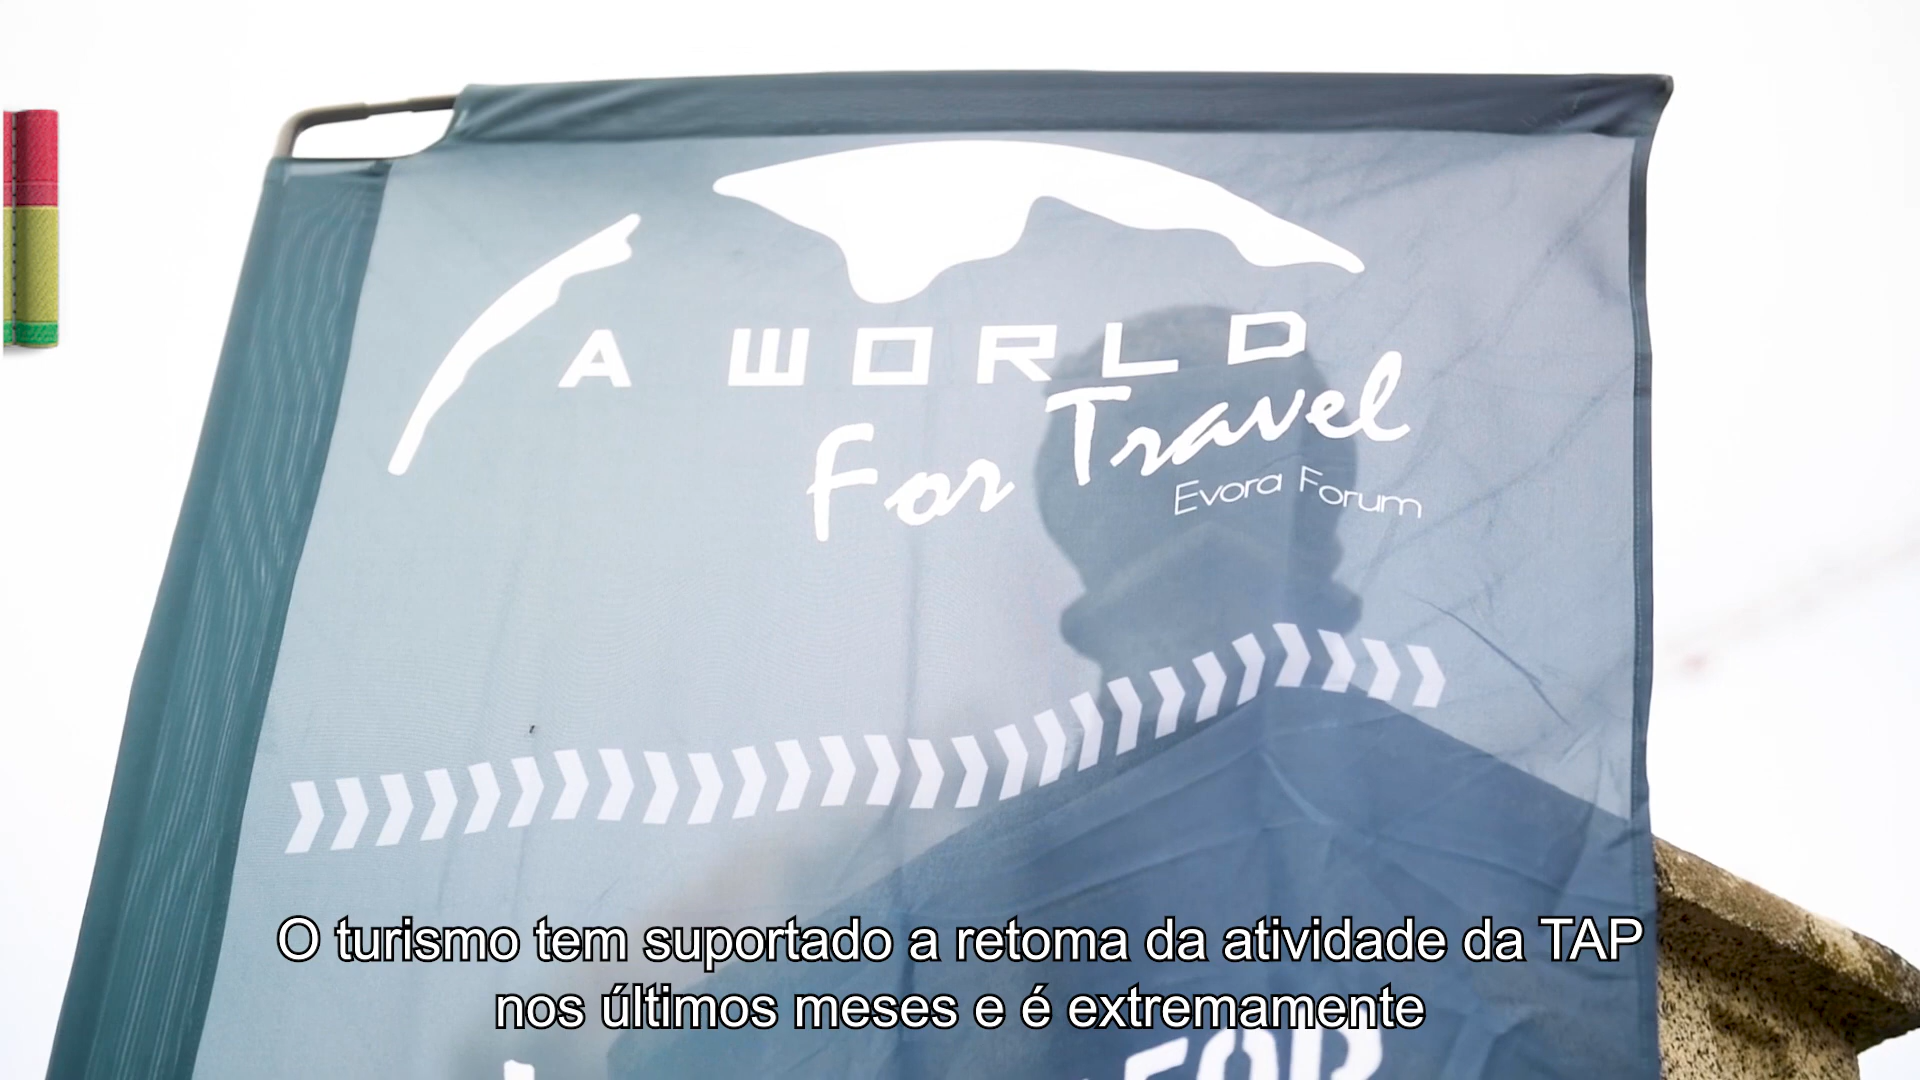 A WORLD
For Travel
Evora Forum
O turismo tem suportado a retoma da atividade da TAP
nos últimos meses e é extremamente